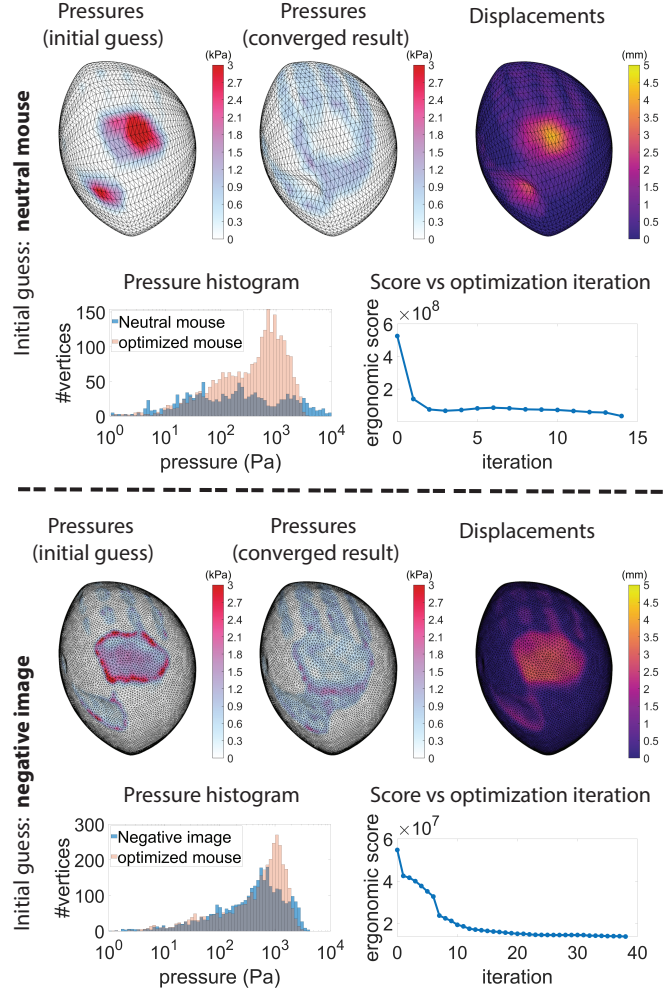 Pressures
(initial guess)
Pressures
(converged result)
Displacements
(kPa)
3
2.7
2.4
2.1
1.8
1.5
1.2
0.9
0.6
0.3
0
(kPa)
3
2.7
2.4
2.1
1.8
1.5
1.2
0.9
0.6
0.3
0
(mm)
5
4.5
4
3.5
3
2.5
2
1.5
1
0.5
0
Initial guess: neutral mouse
Pressure histogram
Neutral mouse
optimized mouse
#vertices
150
100
50
0
10^0 10^1 10^2 10^3 10^4
pressure (Pa)
Score vs optimization iteration
×10^8
ergonomic score
6
4
2
0 5 10 15
iteration
Pressures
(initial guess)
Pressures
(converged result)
Displacements
(kPa)
3
2.7
2.4
2.1
1.8
1.5
1.2
0.9
0.6
0.3
0
(kPa)
3
2.7
2.4
2.1
1.8
1.5
1.2
0.9
0.6
0.3
0
(mm)
5
4.5
4
3.5
3
2.5
2
1.5
1
0.5
0
Initial guess: negative image
Pressure histogram
Negative image
optimized mouse
#vertices
300
200
100
0
10^0 10^1 10^2 10^3 10^4
pressure (Pa)
Score vs optimization iteration
×10^7
ergonomic score
6
4
2
0 10 20 30 40
iteration